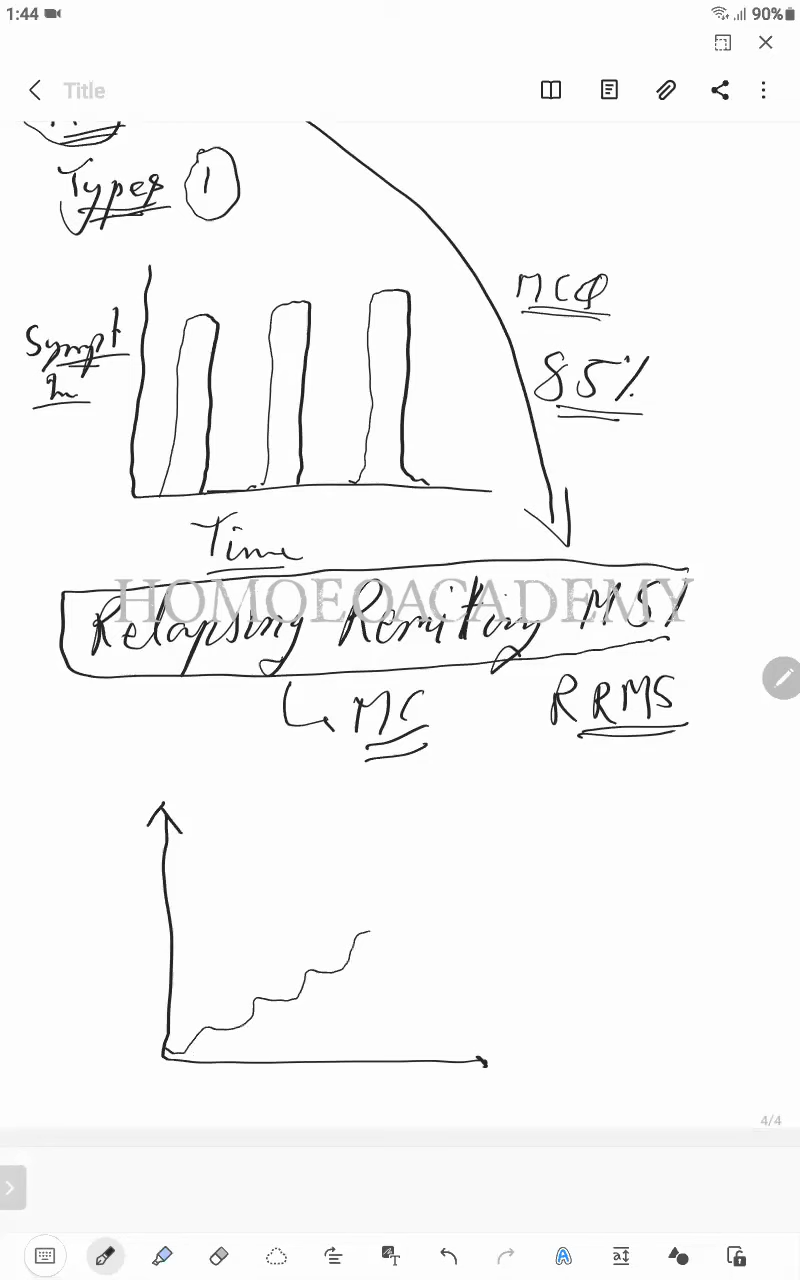 1:44
90%
Title
Types 1
MCQ
85%
Sympt
m
Time
HOMOEOACADEMY
Relapsing Remitting MS
MC
RRMS
4/4